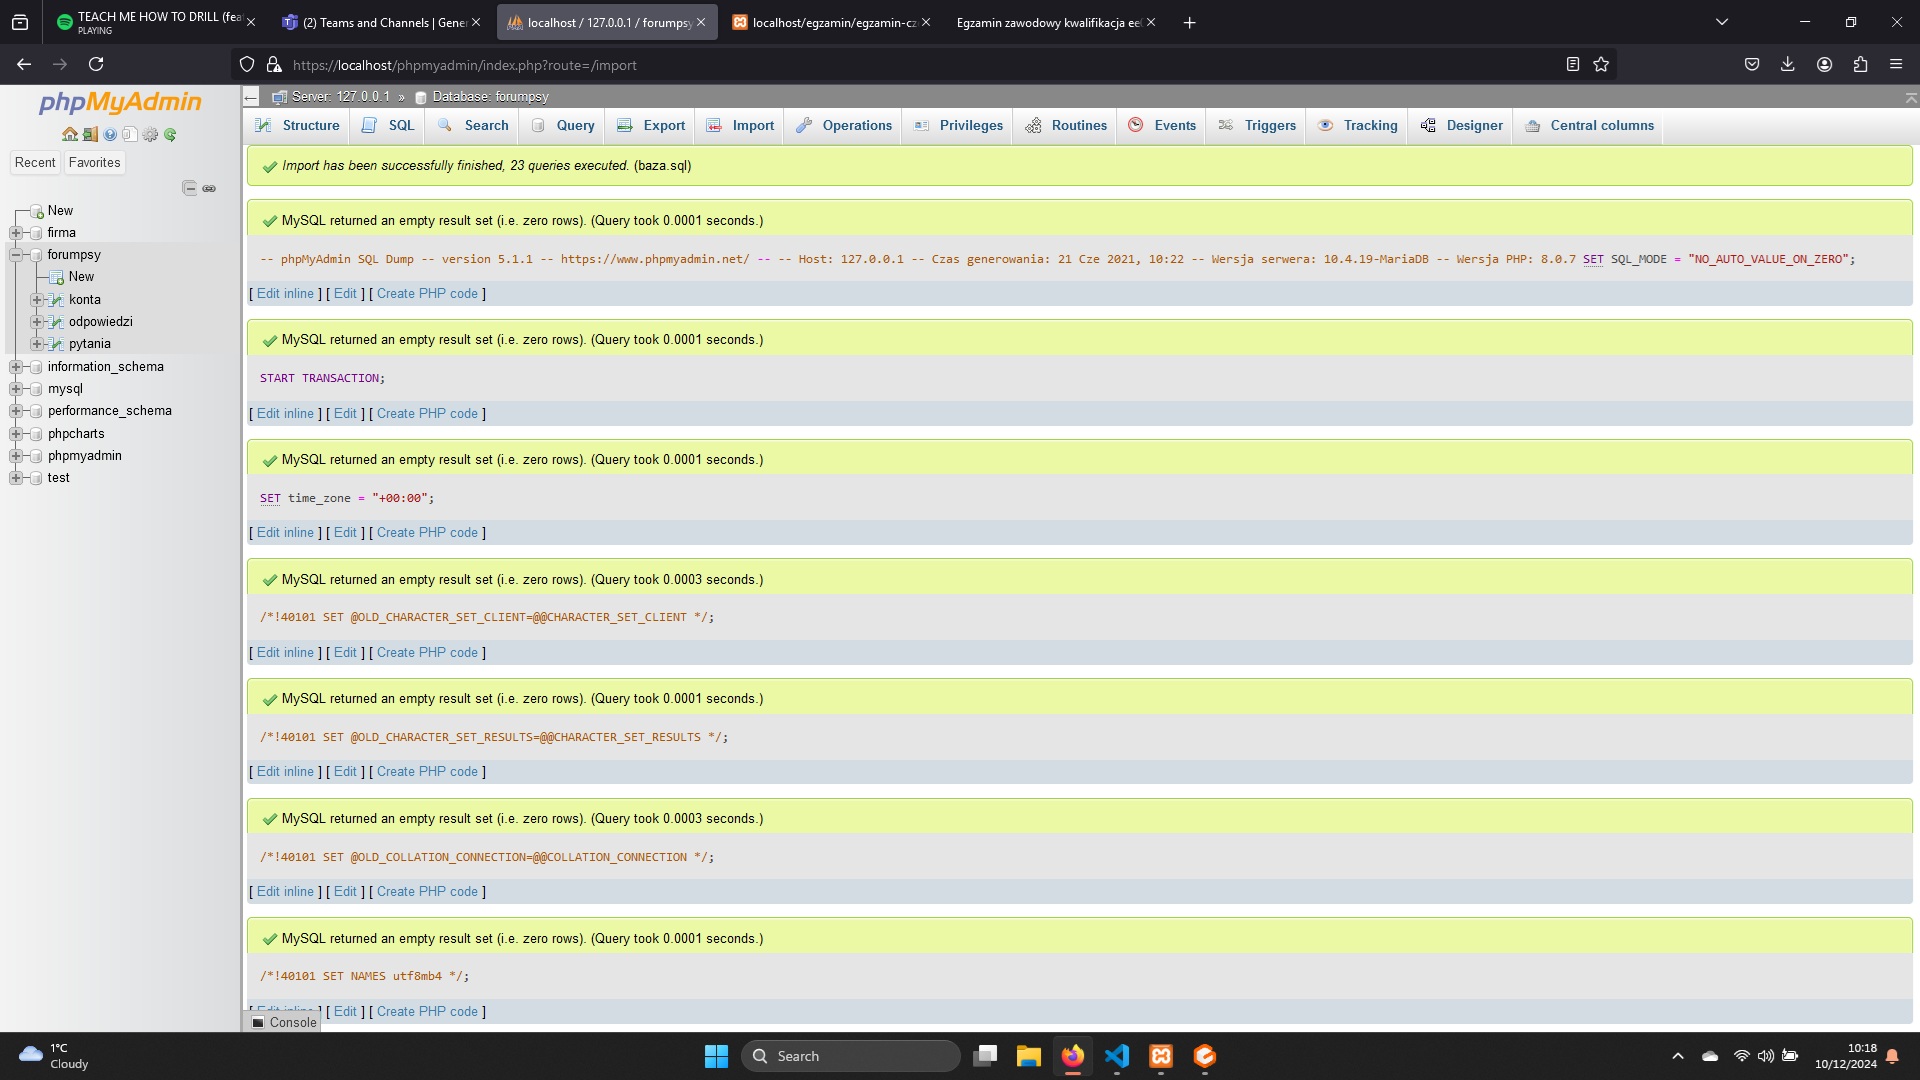 TEACH ME HOW TO DRILL (fea
PLAYING
(2) Teams and Channels | Gener
localhost / 127.0.0.1 / forumpsy
localhost/egzamin/egzamin-cz
Egzamin zawodowy kwalifikacja ee0
https://localhost/phpmyadmin/index.php?route=/import
phpMyAdmin
Recent
Favorites
New
firma
forumpsy
New
konta
odpowiedzi
pytania
information_schema
mysql
performance_schema
phpcharts
phpmyadmin
test
Server: 127.0.0.1 » Database: forumpsy
Structure SQL Search Query Export Import Operations Privileges Routines Events Triggers Tracking Designer Central columns
Import has been successfully finished, 23 queries executed. (baza.sql)
MySQL returned an empty result set (i.e. zero rows). (Query took 0.0001 seconds.)
-- phpMyAdmin SQL Dump -- version 5.1.1 -- https://www.phpmyadmin.net/ -- -- Host: 127.0.0.1 -- Czas generowania: 21 Cze 2021, 10:22 -- Wersja serwera: 10.4.19-MariaDB -- Wersja PHP: 8.0.7 SET SQL_MODE = "NO_AUTO_VALUE_ON_ZERO";
[ Edit inline ] [ Edit ] [ Create PHP code ]
MySQL returned an empty result set (i.e. zero rows). (Query took 0.0001 seconds.)
START TRANSACTION;
[ Edit inline ] [ Edit ] [ Create PHP code ]
MySQL returned an empty result set (i.e. zero rows). (Query took 0.0001 seconds.)
SET time_zone = "+00:00";
[ Edit inline ] [ Edit ] [ Create PHP code ]
MySQL returned an empty result set (i.e. zero rows). (Query took 0.0003 seconds.)
/*!40101 SET @OLD_CHARACTER_SET_CLIENT=@@CHARACTER_SET_CLIENT */;
[ Edit inline ] [ Edit ] [ Create PHP code ]
MySQL returned an empty result set (i.e. zero rows). (Query took 0.0001 seconds.)
/*!40101 SET @OLD_CHARACTER_SET_RESULTS=@@CHARACTER_SET_RESULTS */;
[ Edit inline ] [ Edit ] [ Create PHP code ]
MySQL returned an empty result set (i.e. zero rows). (Query took 0.0003 seconds.)
/*!40101 SET @OLD_COLLATION_CONNECTION=@@COLLATION_CONNECTION */;
[ Edit inline ] [ Edit ] [ Create PHP code ]
MySQL returned an empty result set (i.e. zero rows). (Query took 0.0001 seconds.)
/*!40101 SET NAMES utf8mb4 */;
[ Edit inline ] [ Edit ] [ Create PHP code ]
Console
1°C
Cloudy
Search
10:18
10/12/2024